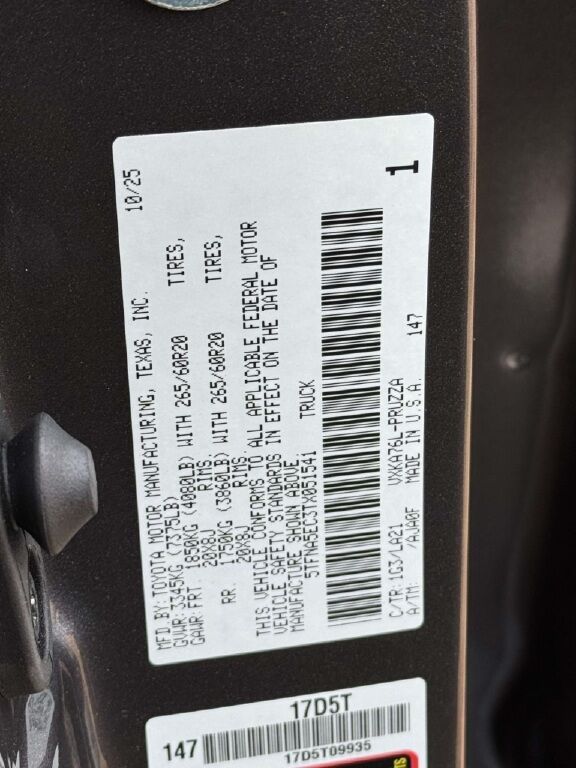 MFD.BY:TOYOTA MOTOR MANUFACTURING, TEXAS, INC. 10/25
GVWR:3345KG (7375LB)
GAWR:FRT. 1850KG (4080LB) WITH 265/60R20 TIRES,
20X8J RIMS,
RR. 1750KG (3860LB) WITH 265/60R20 TIRES,
20X8J RIMS.
THIS VEHICLE CONFORMS TO ALL APPLICABLE FEDERAL MOTOR
VEHICLE SAFETY STANDARDS IN EFFECT ON THE DATE OF
MANUFACTURE SHOWN ABOVE.
5TFNA5EC3TX051541 TRUCK
1
C/TR:1G3/LA21 VXKA76L-PRUZZA
A/TM: /AJA0F MADE IN U.S.A. 147
17D5T
147
17D5T09935